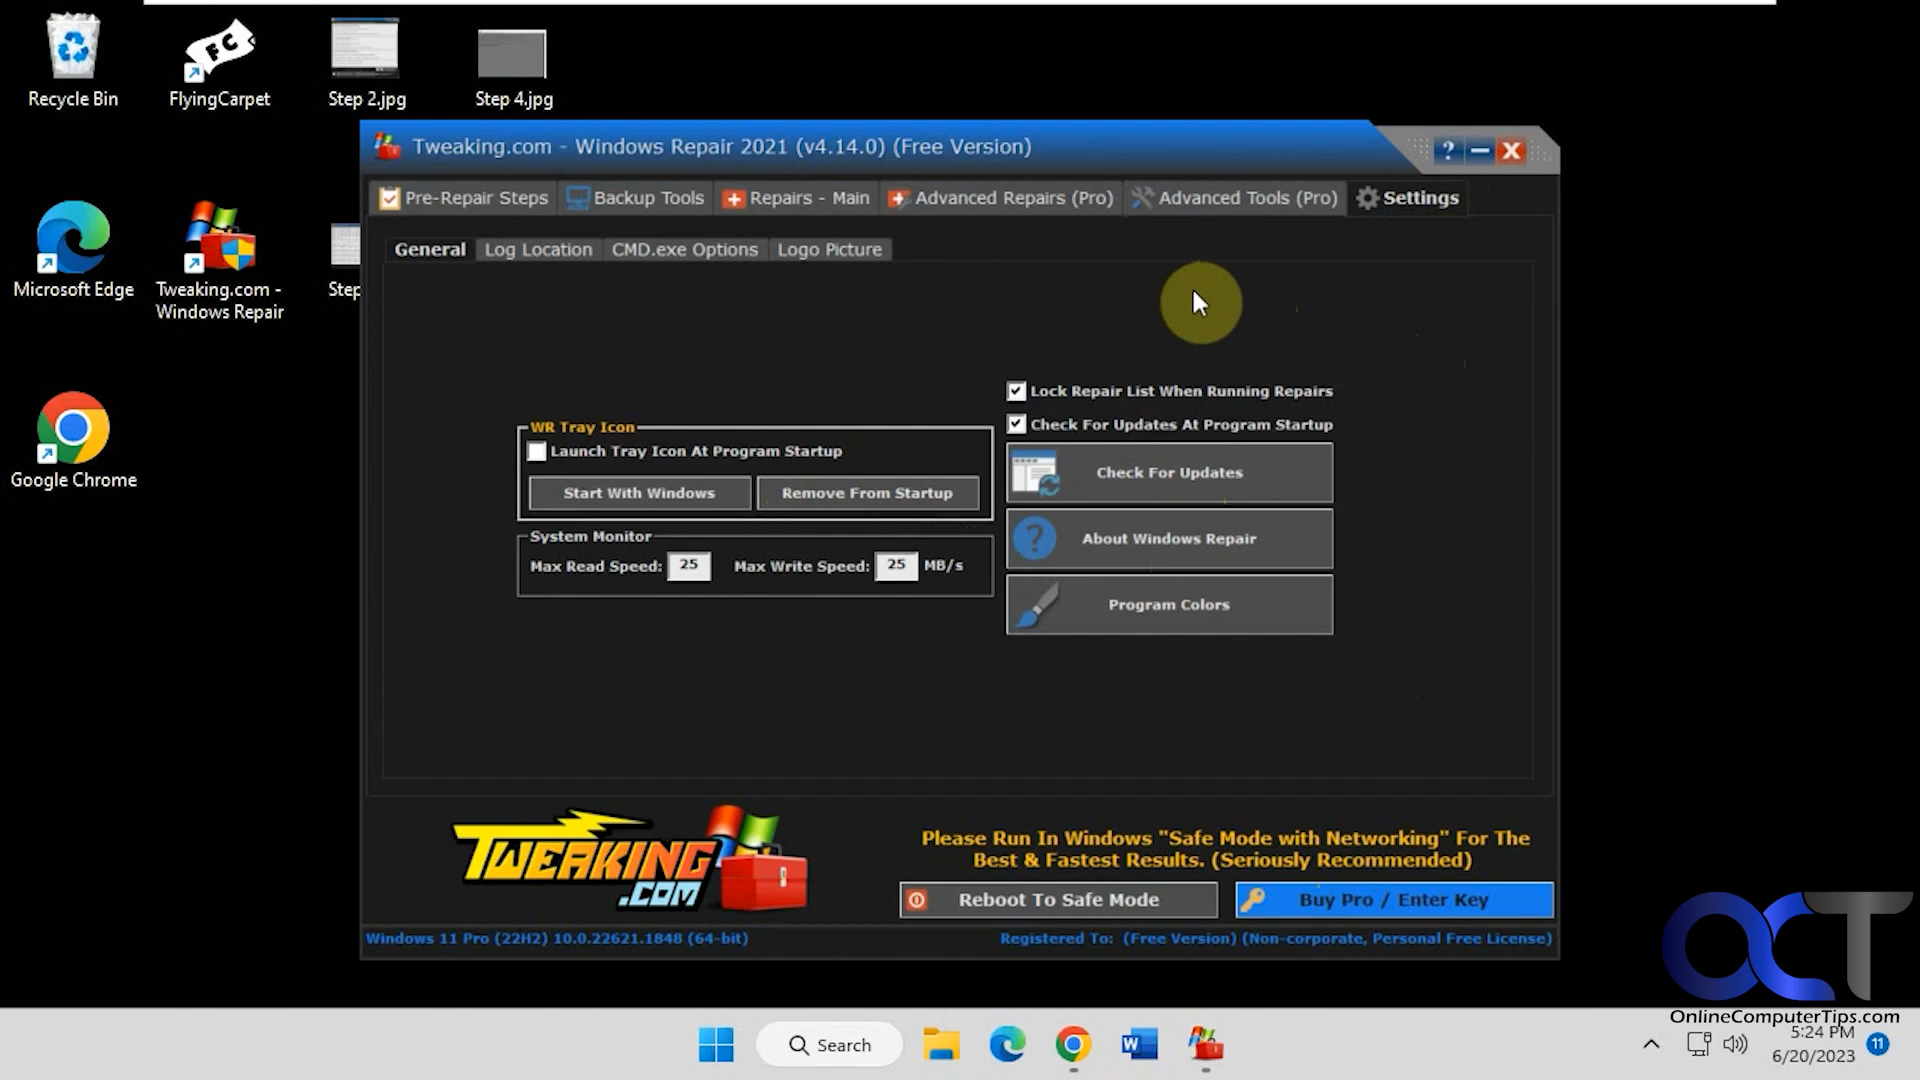 FC
Recycle Bin
FlyingCarpet
Step 2.jpg
Step 4.jpg
Microsoft Edge
Tweaking.com -
Windows Repair
Step
Google Chrome
Tweaking.com - Windows Repair 2021 (v4.14.0) (Free Version)
?
Pre-Repair Steps
Backup Tools
Repairs - Main
Advanced Repairs (Pro)
Advanced Tools (Pro)
Settings
General
Log Location
CMD.exe Options
Logo Picture
WR Tray Icon
Launch Tray Icon At Program Startup
Start With Windows
Remove From Startup
System Monitor
Max Read Speed: 25
Max Write Speed: 25 MB/s
Lock Repair List When Running Repairs
Check For Updates At Program Startup
Check For Updates
?
About Windows Repair
Program Colors
TWEAKING
.COM
Please Run In Windows "Safe Mode with Networking" For The
Best & Fastest Results. (Seriously Recommended)
Reboot To Safe Mode
Buy Pro / Enter Key
Windows 11 Pro (22H2) 10.0.22621.1848 (64-bit)
Registered To: (Free Version) (Non-corporate, Personal Free License)
OCT
OnlineComputerTips.com
Search
W
5:24 PM
6/20/2023
11